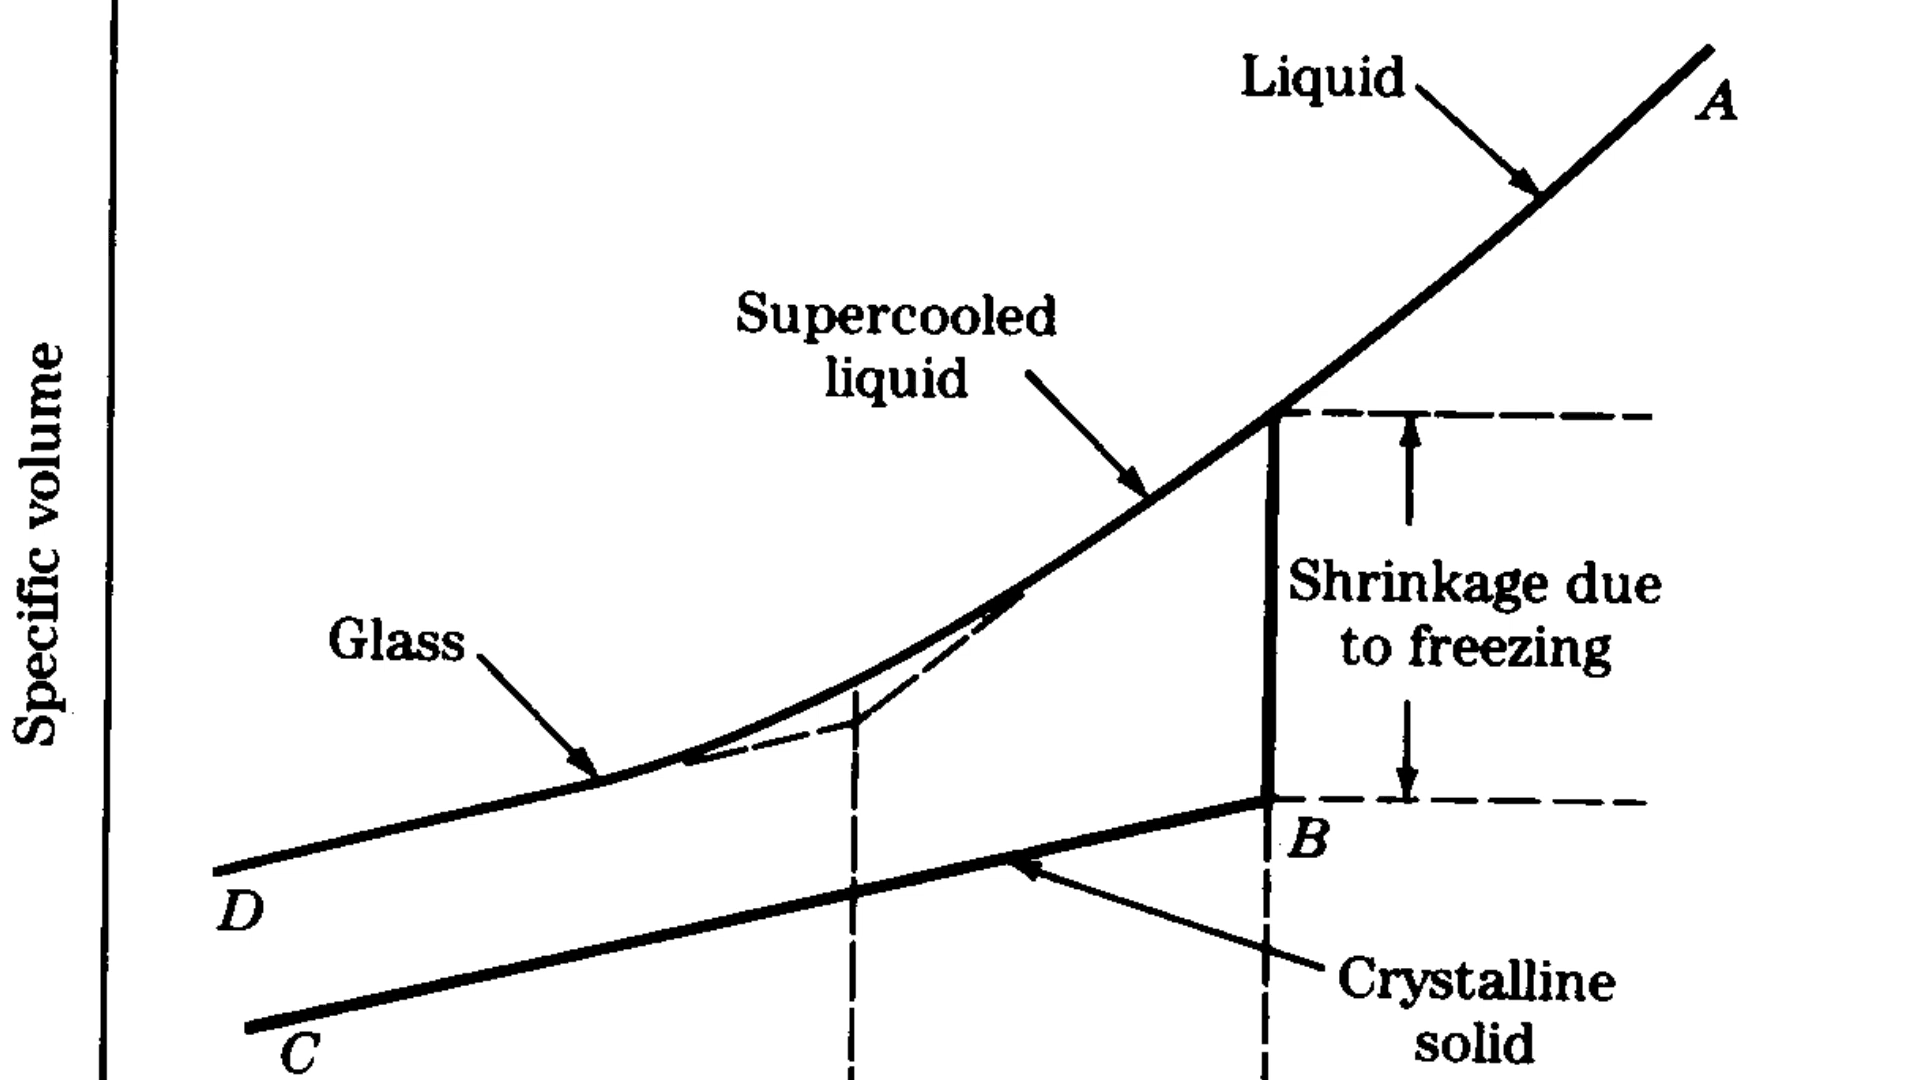 Liquid
A
Supercooled
liquid
Specific volume
Shrinkage due
to freezing
Glass
B
D
Crystalline
solid
C